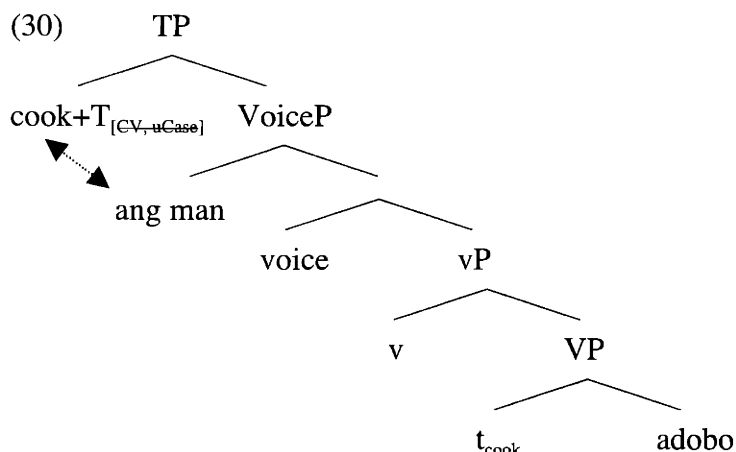 (30) TP
cook+T[CV, uCase] VoiceP
ang man
voice vP
v VP
tcook adobo